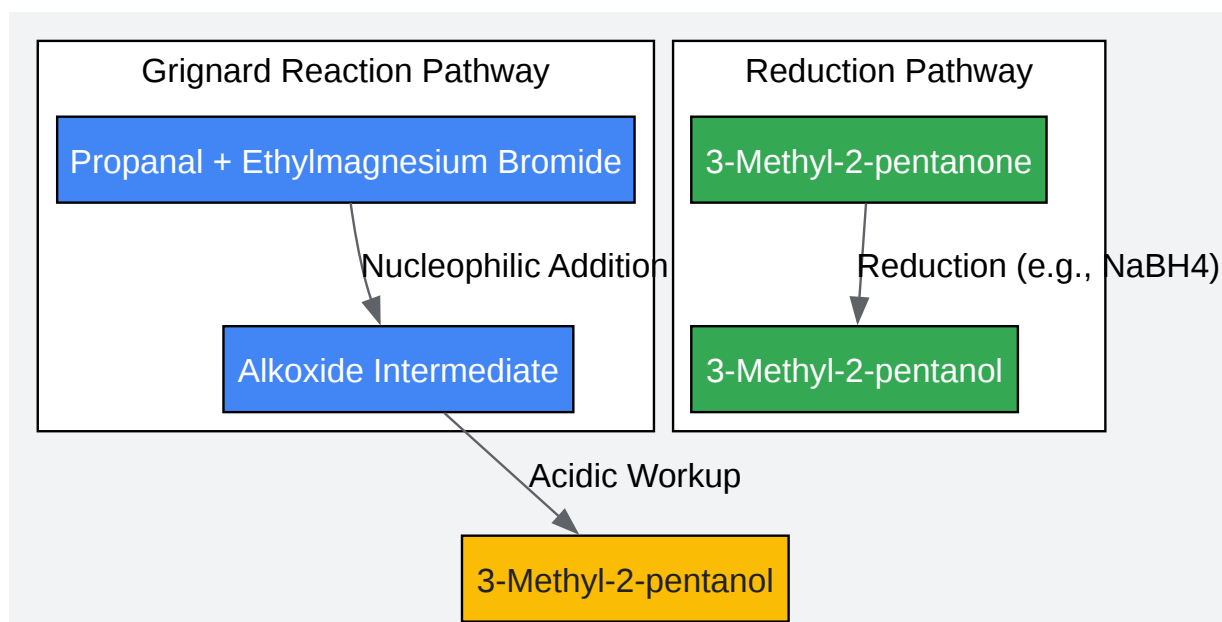 Grignard Reaction Pathway
Propanal + Ethylmagnesium Bromide
Nucleophilic Addition
Alkoxide Intermediate
Acidic Workup
3-Methyl-2-pentanol
Reduction Pathway
3-Methyl-2-pentanone
Reduction (e.g., NaBH4)
3-Methyl-2-pentanol